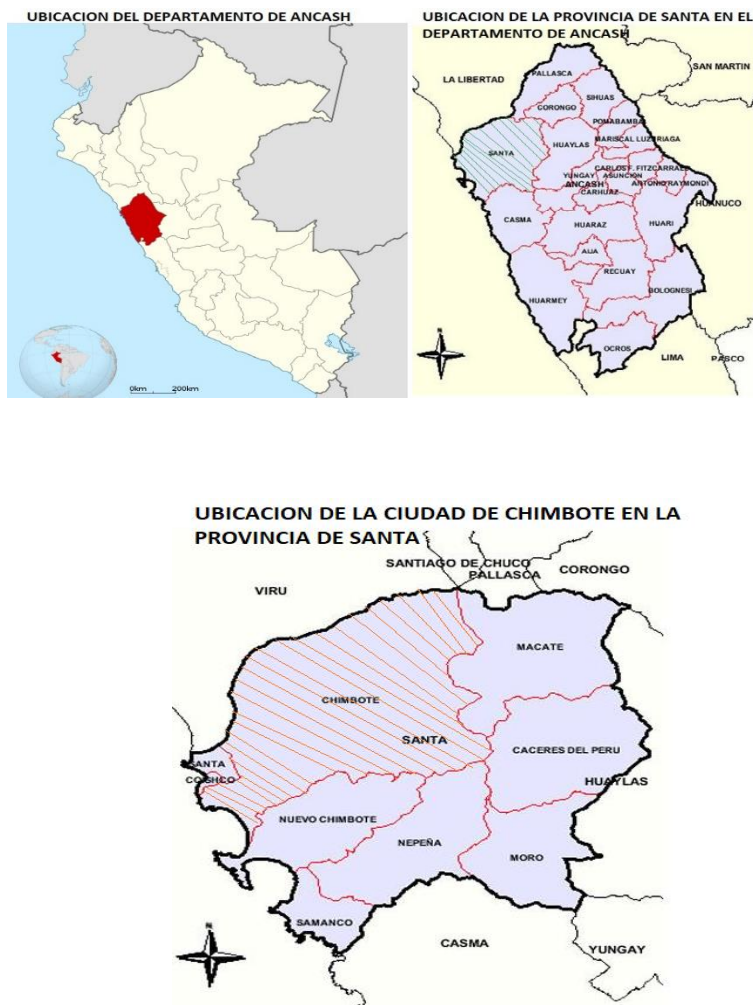 UBICACION DEL DEPARTAMENTO DE ANCASH
0km 200km
UBICACION DE LA PROVINCIA DE SANTA EN EL
DEPARTAMENTO DE ANCASH
SAN MARTIN
LA LIBERTAD
PALLASCA
SIHUAS
CORONGO
POMABAMBA
MARISCAL LUZURIAGA
HUAYLAS
SANTA
CARLOS F. FITZCARRALD
YUNGAY
ASUNCION
ANCASH
ANTONIO RAYMONDI
CARHUAZ
HUANUCO
CASMA
HUARAZ
HUARI
AIJA
RECUAY
BOLOGNESI
HUARMEY
N
OCROS
LIMA
PASCO
UBICACION DE LA CIUDAD DE CHIMBOTE EN LA
PROVINCIA DE SANTA
SANTIAGO DE CHUCO
PALLASCA
CORONGO
VIRU
MACATE
CHIMBOTE
SANTA
CACERES DEL PERU
SANTA
COISHCO
HUAYLAS
NUEVO CHIMBOTE
NEPEÑA
MORO
SAMANCO
N
CASMA
YUNGAY